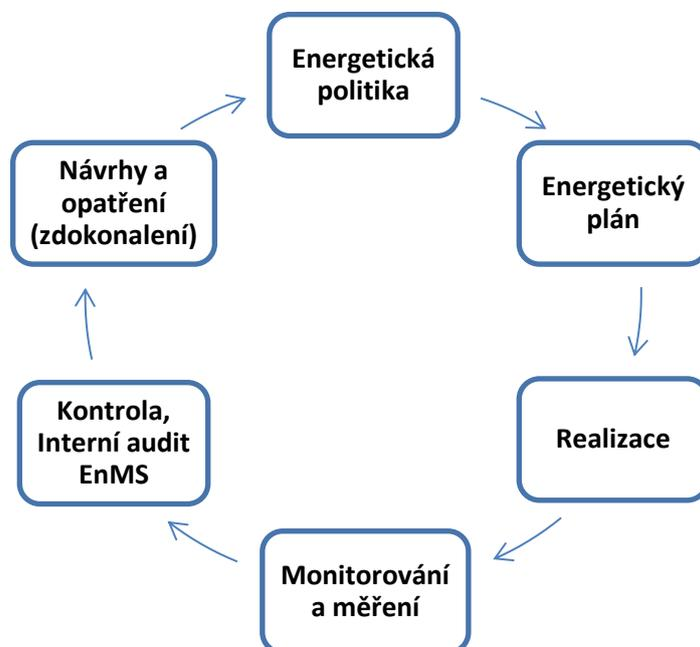 Energetická
politika
Energetický
plán
Realizace
Monitorování
a měření
Kontrola,
Interní audit
EnMS
Návrhy a
opatření
(zdokonalení)